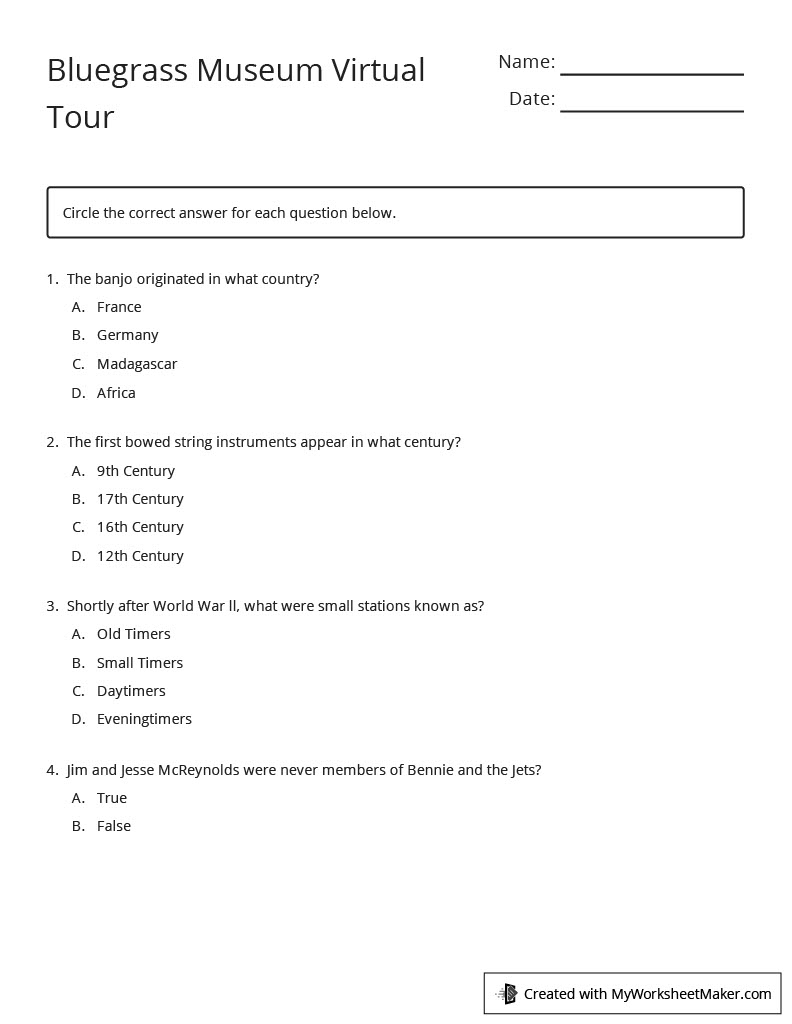 Bluegrass Museum Virtual
Tour
Name:
Date:
Circle the correct answer for each question below.
1. The banjo originated in what country?
A. France
B. Germany
C. Madagascar
D. Africa
2. The first bowed string instruments appear in what century?
A. 9th Century
B. 17th Century
C. 16th Century
D. 12th Century
3. Shortly after World War ll, what were small stations known as?
A. Old Timers
B. Small Timers
C. Daytimers
D. Eveningtimers
4. Jim and Jesse McReynolds were never members of Bennie and the Jets?
A. True
B. False
Created with MyWorksheetMaker.com